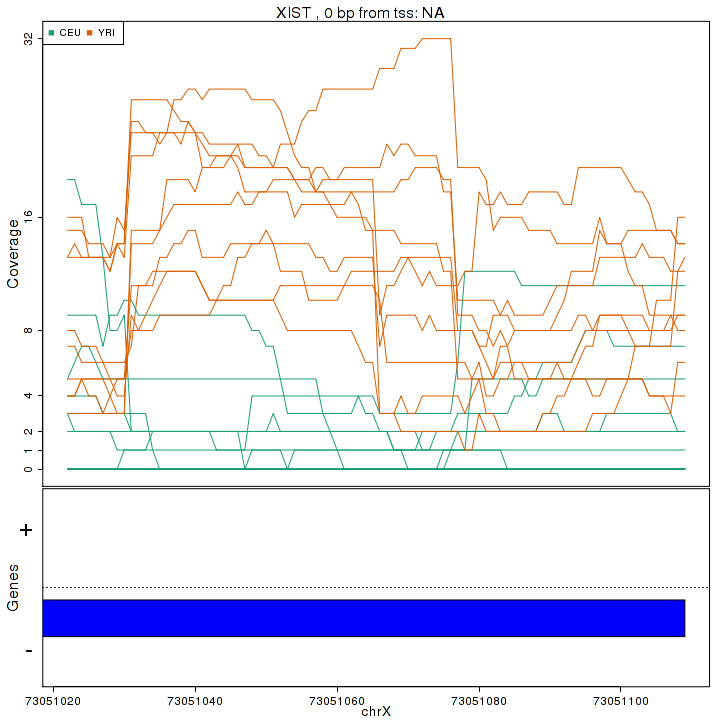 XIST , 0 bp from tss: NA
CEU YRI
Coverage
32
16
8
4
2
1
0
Genes
+
-
73051020 73051040 73051060 73051080 73051100
chrX